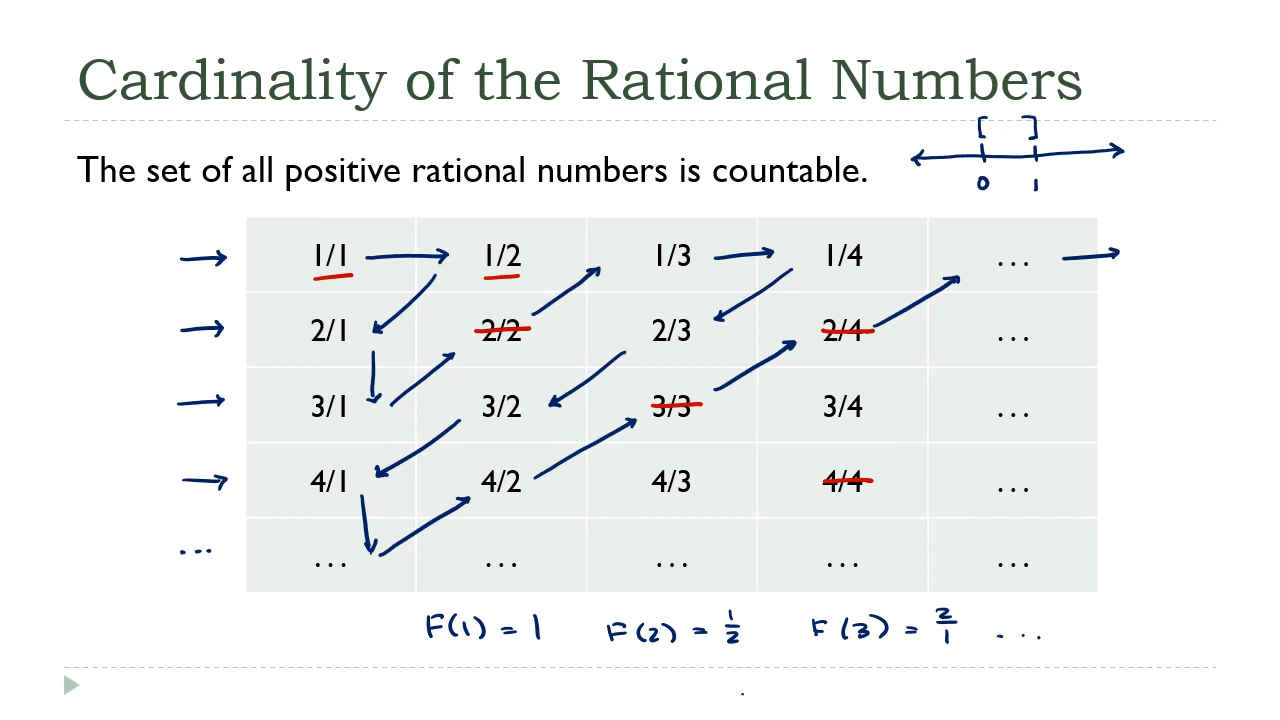 Cardinality of the Rational Numbers
The set of all positive rational numbers is countable.
[ ]
0 1
1/1 1/2 1/3 1/4 ...
2/1 2/2 2/3 2/4 ...
3/1 3/2 3/3 3/4 ...
4/1 4/2 4/3 4/4 ...
... ... ... ... ... ...
F(1) = 1 F(2) = 1/2 F(3) = 2/1 ...